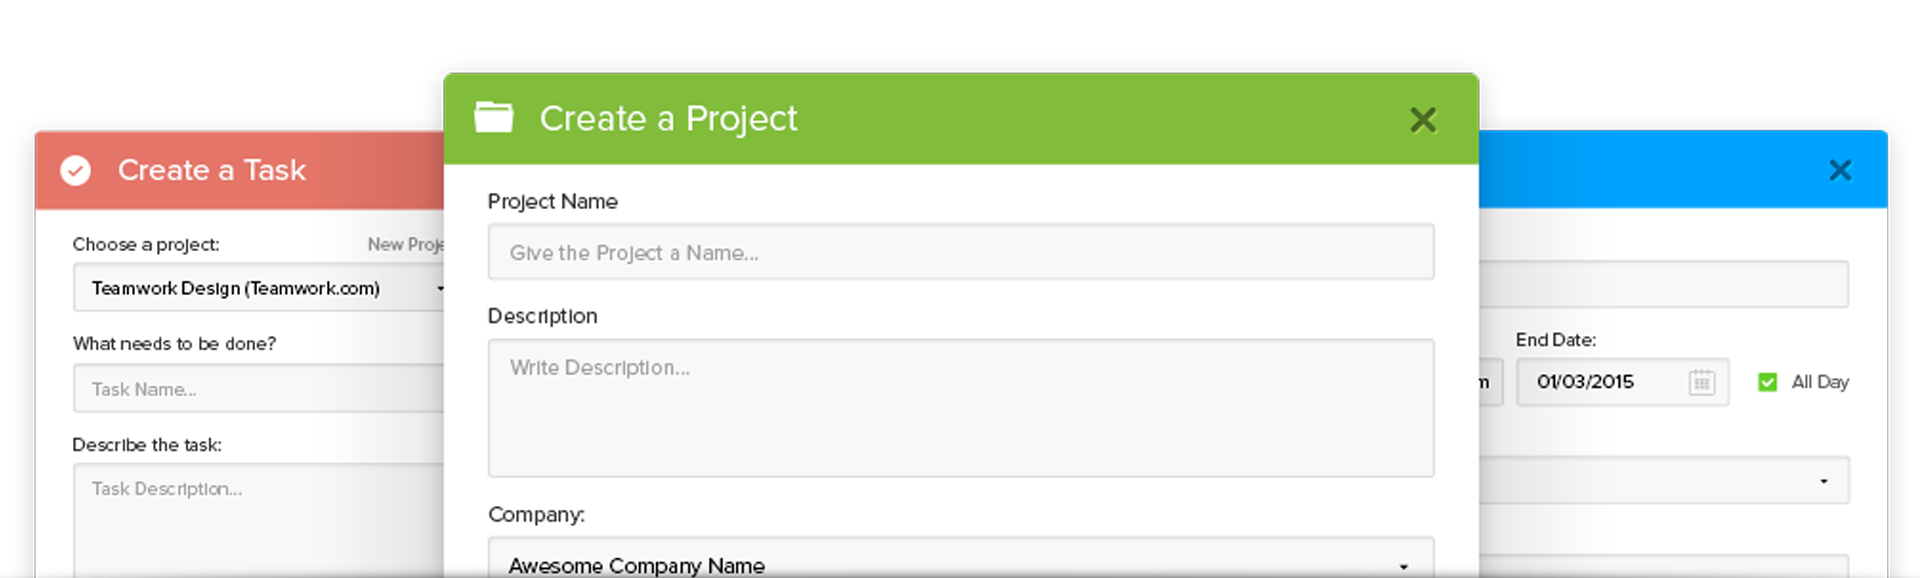 Create a Task
Choose a project:
New Proje
Teamwork Design (Teamwork.com)
What needs to be done?
Task Name...
Describe the task:
Task Description...
Create a Project
Project Name
Give the Project a Name...
Description
Write Description...
Company:
Awesome Company Name
End Date:
m
01/03/2015
All Day